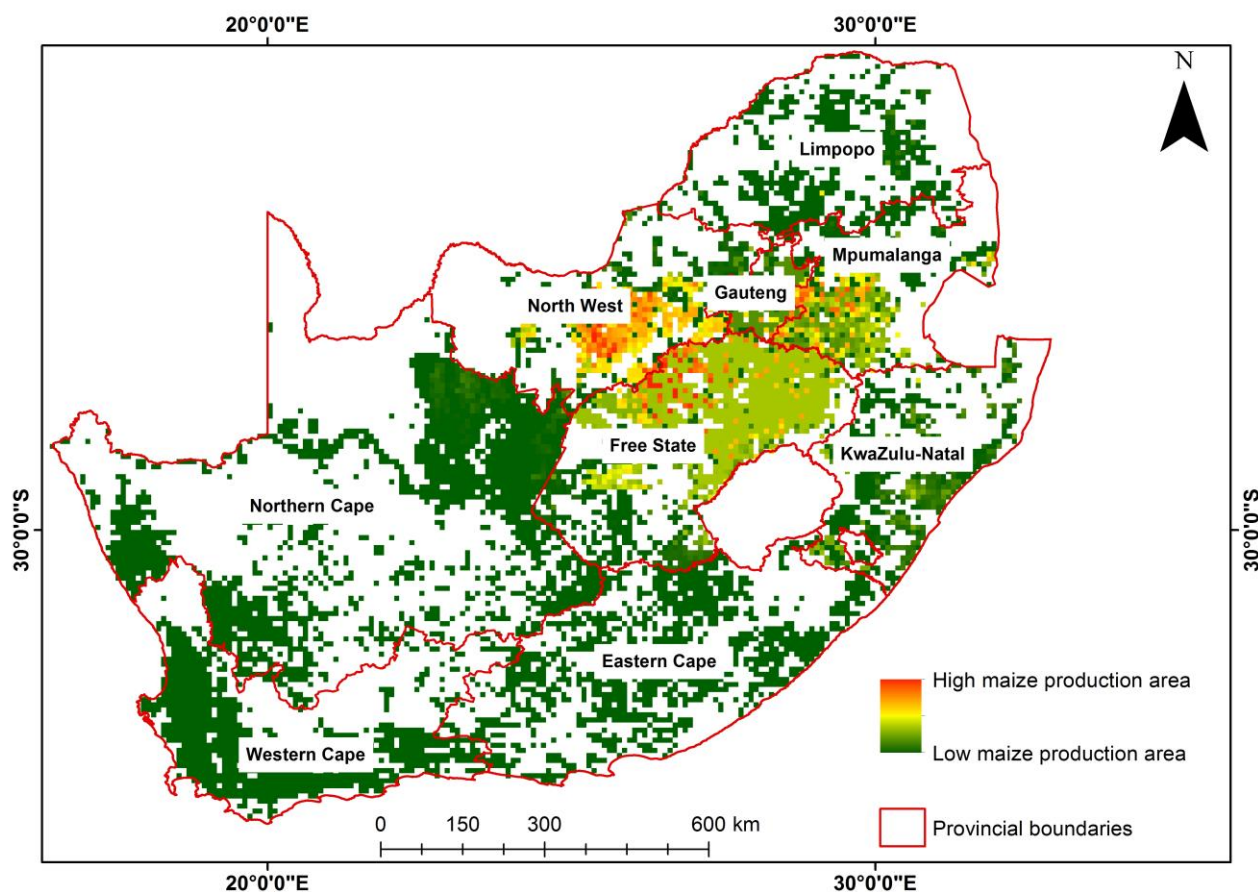 20°0'0"E
30°0'0"E
N
Limpopo
Mpumalanga
North West
Gauteng
Free State
KwaZulu-Natal
Northern Cape
30°0'0"S
30°0'0"S
Eastern Cape
High maize production area
Western Cape
Low maize production area
0 150 300 600 km
Provincial boundaries
20°0'0"E
30°0'0"E